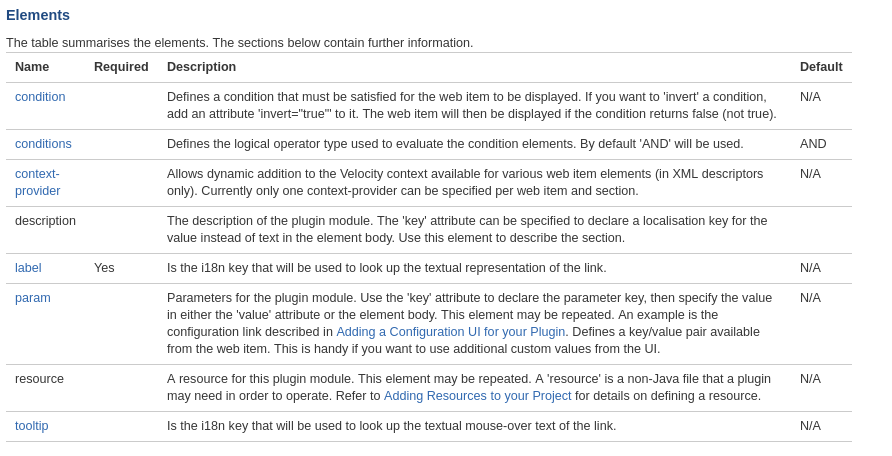 Elements
The table summarises the elements. The sections below contain further information.
Name Required Description Default
condition Defines a condition that must be satisfied for the web item to be displayed. If you want to 'invert' a condition, N/A
add an attribute 'invert="true"' to it. The web item will then be displayed if the condition returns false (not true).
conditions Defines the logical operator type used to evaluate the condition elements. By default 'AND' will be used. AND
context- Allows dynamic addition to the Velocity context available for various web item elements (in XML descriptors N/A
provider only). Currently only one context-provider can be specified per web item and section.
description The description of the plugin module. The 'key' attribute can be specified to declare a localisation key for the
value instead of text in the element body. Use this element to describe the section.
label Yes Is the i18n key that will be used to look up the textual representation of the link. N/A
param Parameters for the plugin module. Use the 'key' attribute to declare the parameter key, then specify the value N/A
in either the 'value' attribute or the element body. This element may be repeated. An example is the
configuration link described in Adding a Configuration UI for your Plugin. Defines a key/value pair available
from the web item. This is handy if you want to use additional custom values from the UI.
resource A resource for this plugin module. This element may be repeated. A 'resource' is a non-Java file that a plugin N/A
may need in order to operate. Refer to Adding Resources to your Project for details on defining a resource.
tooltip Is the i18n key that will be used to look up the textual mouse-over text of the link. N/A